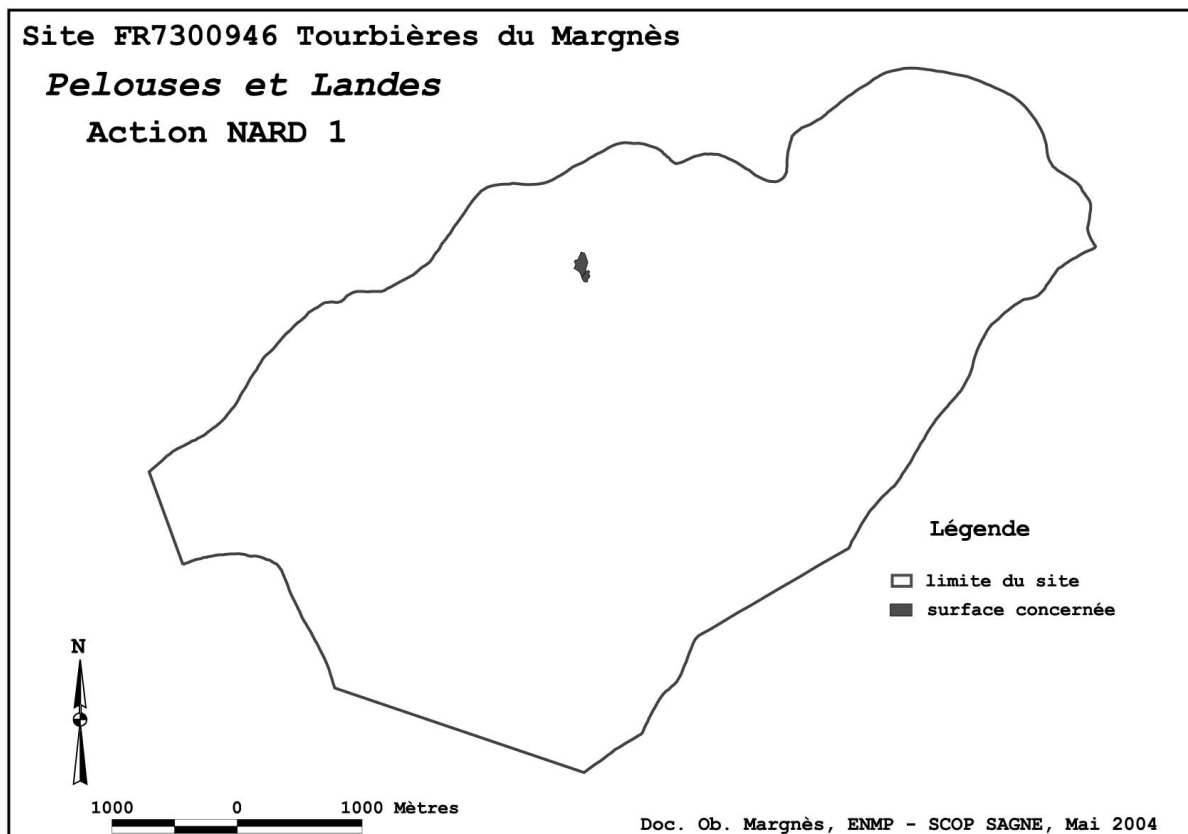 Site FR7300946 Tourbières du Margnès
Pelouses et Landes
Action NARD 1
Légende
limite du site
surface concernée
N
1000 0 1000 Mètres
Doc. Ob. Margnès, ENMP - SCOP SAGNE, Mai 2004